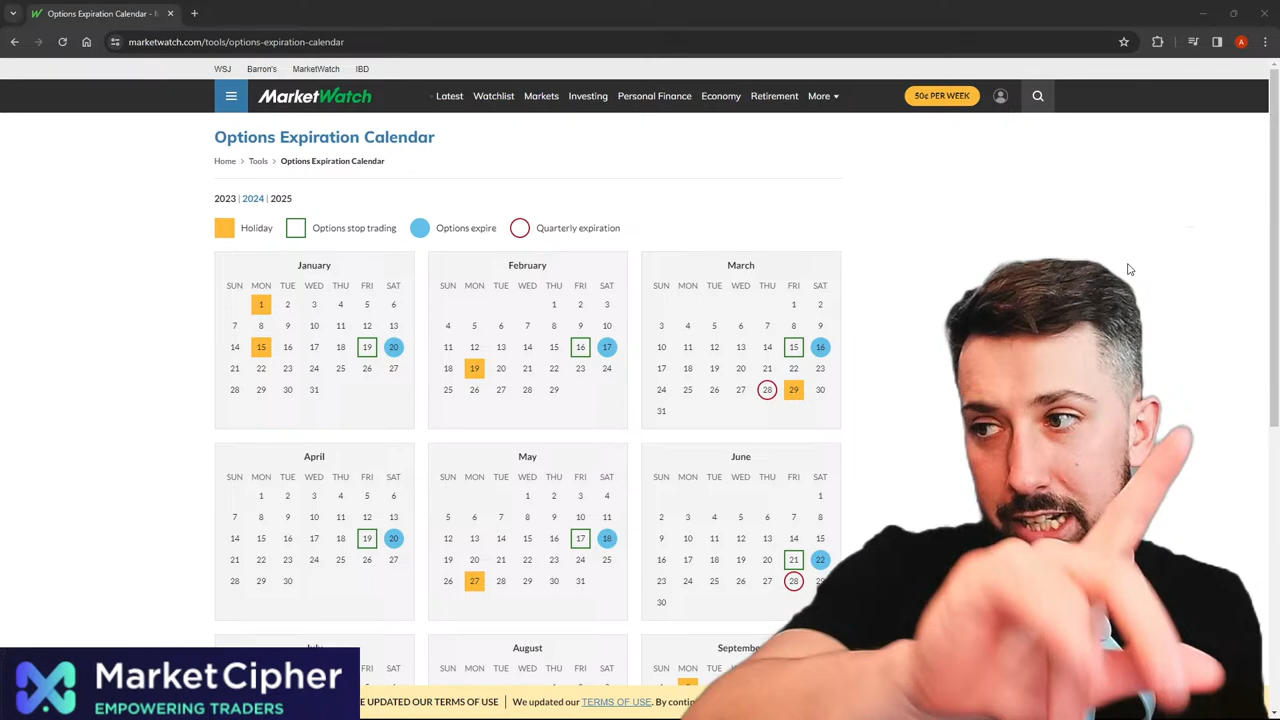 Options Expiration Calendar -
marketwatch.com/tools/options-expiration-calendar
A
WSJ Barron's MarketWatch IBD
MarketWatch Latest Watchlist Markets Investing Personal Finance Economy Retirement More 50¢ PER WEEK
Options Expiration Calendar
Home > Tools > Options Expiration Calendar
2023 | 2024 | 2025
Holiday Options stop trading Options expire Quarterly expiration
January
SUN MON TUE WED THU FRI SAT
1 2 3 4 5 6
7 8 9 10 11 12 13
14 15 16 17 18 19 20
21 22 23 24 25 26 27
28 29 30 31
February
SUN MON TUE WED THU FRI SAT
1 2 3
4 5 6 7 8 9 10
11 12 13 14 15 16 17
18 19 20 21 22 23 24
25 26 27 28 29
March
SUN MON TUE WED THU FRI SAT
1 2
3 4 5 6 7 8 9
10 11 12 13 14 15 16
17 18 19 20 21 22 23
24 25 26 27 28 29 30
31
April
SUN MON TUE WED THU FRI SAT
1 2 3 4 5 6
7 8 9 10 11 12 13
14 15 16 17 18 19 20
21 22 23 24 25 26 27
28 29 30
May
SUN MON TUE WED THU FRI SAT
1 2 3 4
5 6 7 8 9 10 11
12 13 14 15 16 17 18
19 20 21 22 23 24 25
26 27 28 29 30 31
June
SUN MON TUE WED THU FRI SAT
1
2 3 4 5 6 7 8
9 10 11 12 13 14 15
16 17 18 19 20 21 22
23 24 25 26 27 28
30
August
MarketCipher
EMPOWERING TRADERS
UPDATED OUR TERMS OF USE We updated our TERMS OF USE. By